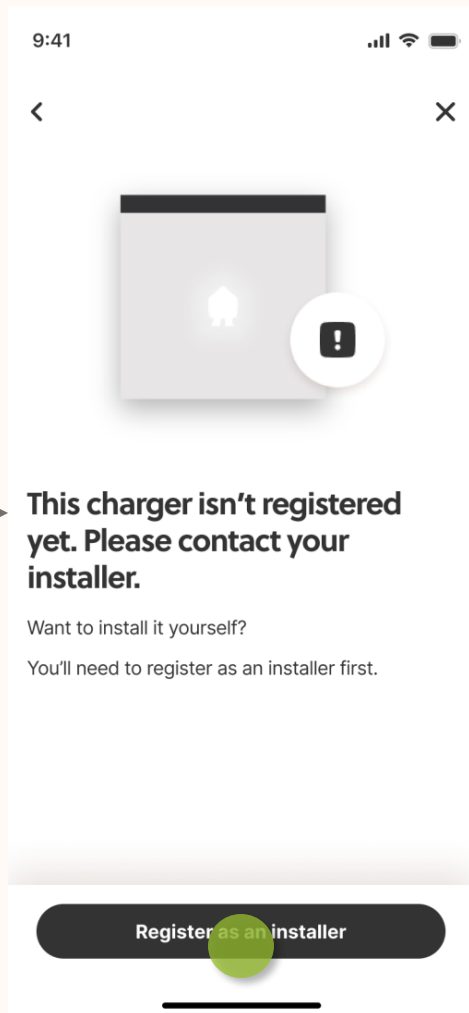 9:41
This charger isn't registered
yet. Please contact your
installer.
Want to install it yourself?
You'll need to register as an installer first.
Register as an installer